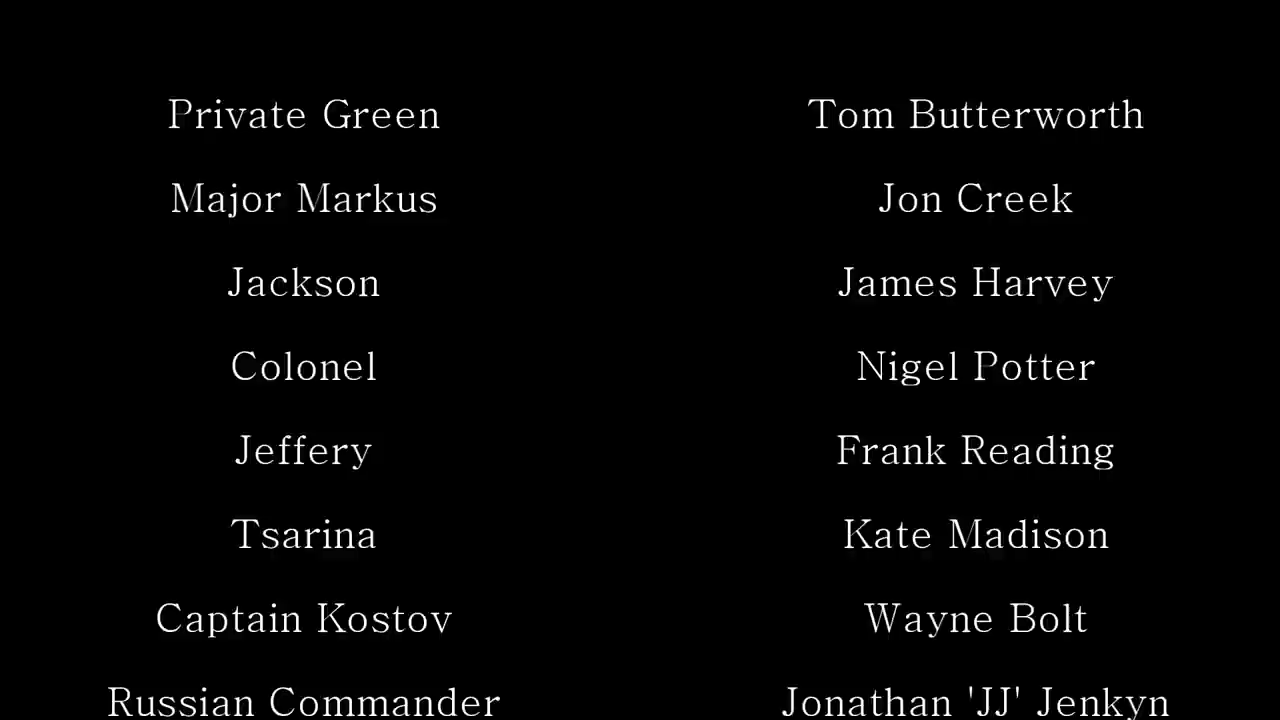 Private Green Tom Butterworth
Major Markus Jon Creek
Jackson James Harvey
Colonel Nigel Potter
Jeffery Frank Reading
Tsarina Kate Madison
Captain Kostov Wayne Bolt
Russian Commander Jonathan 'JJ' Jenkyn